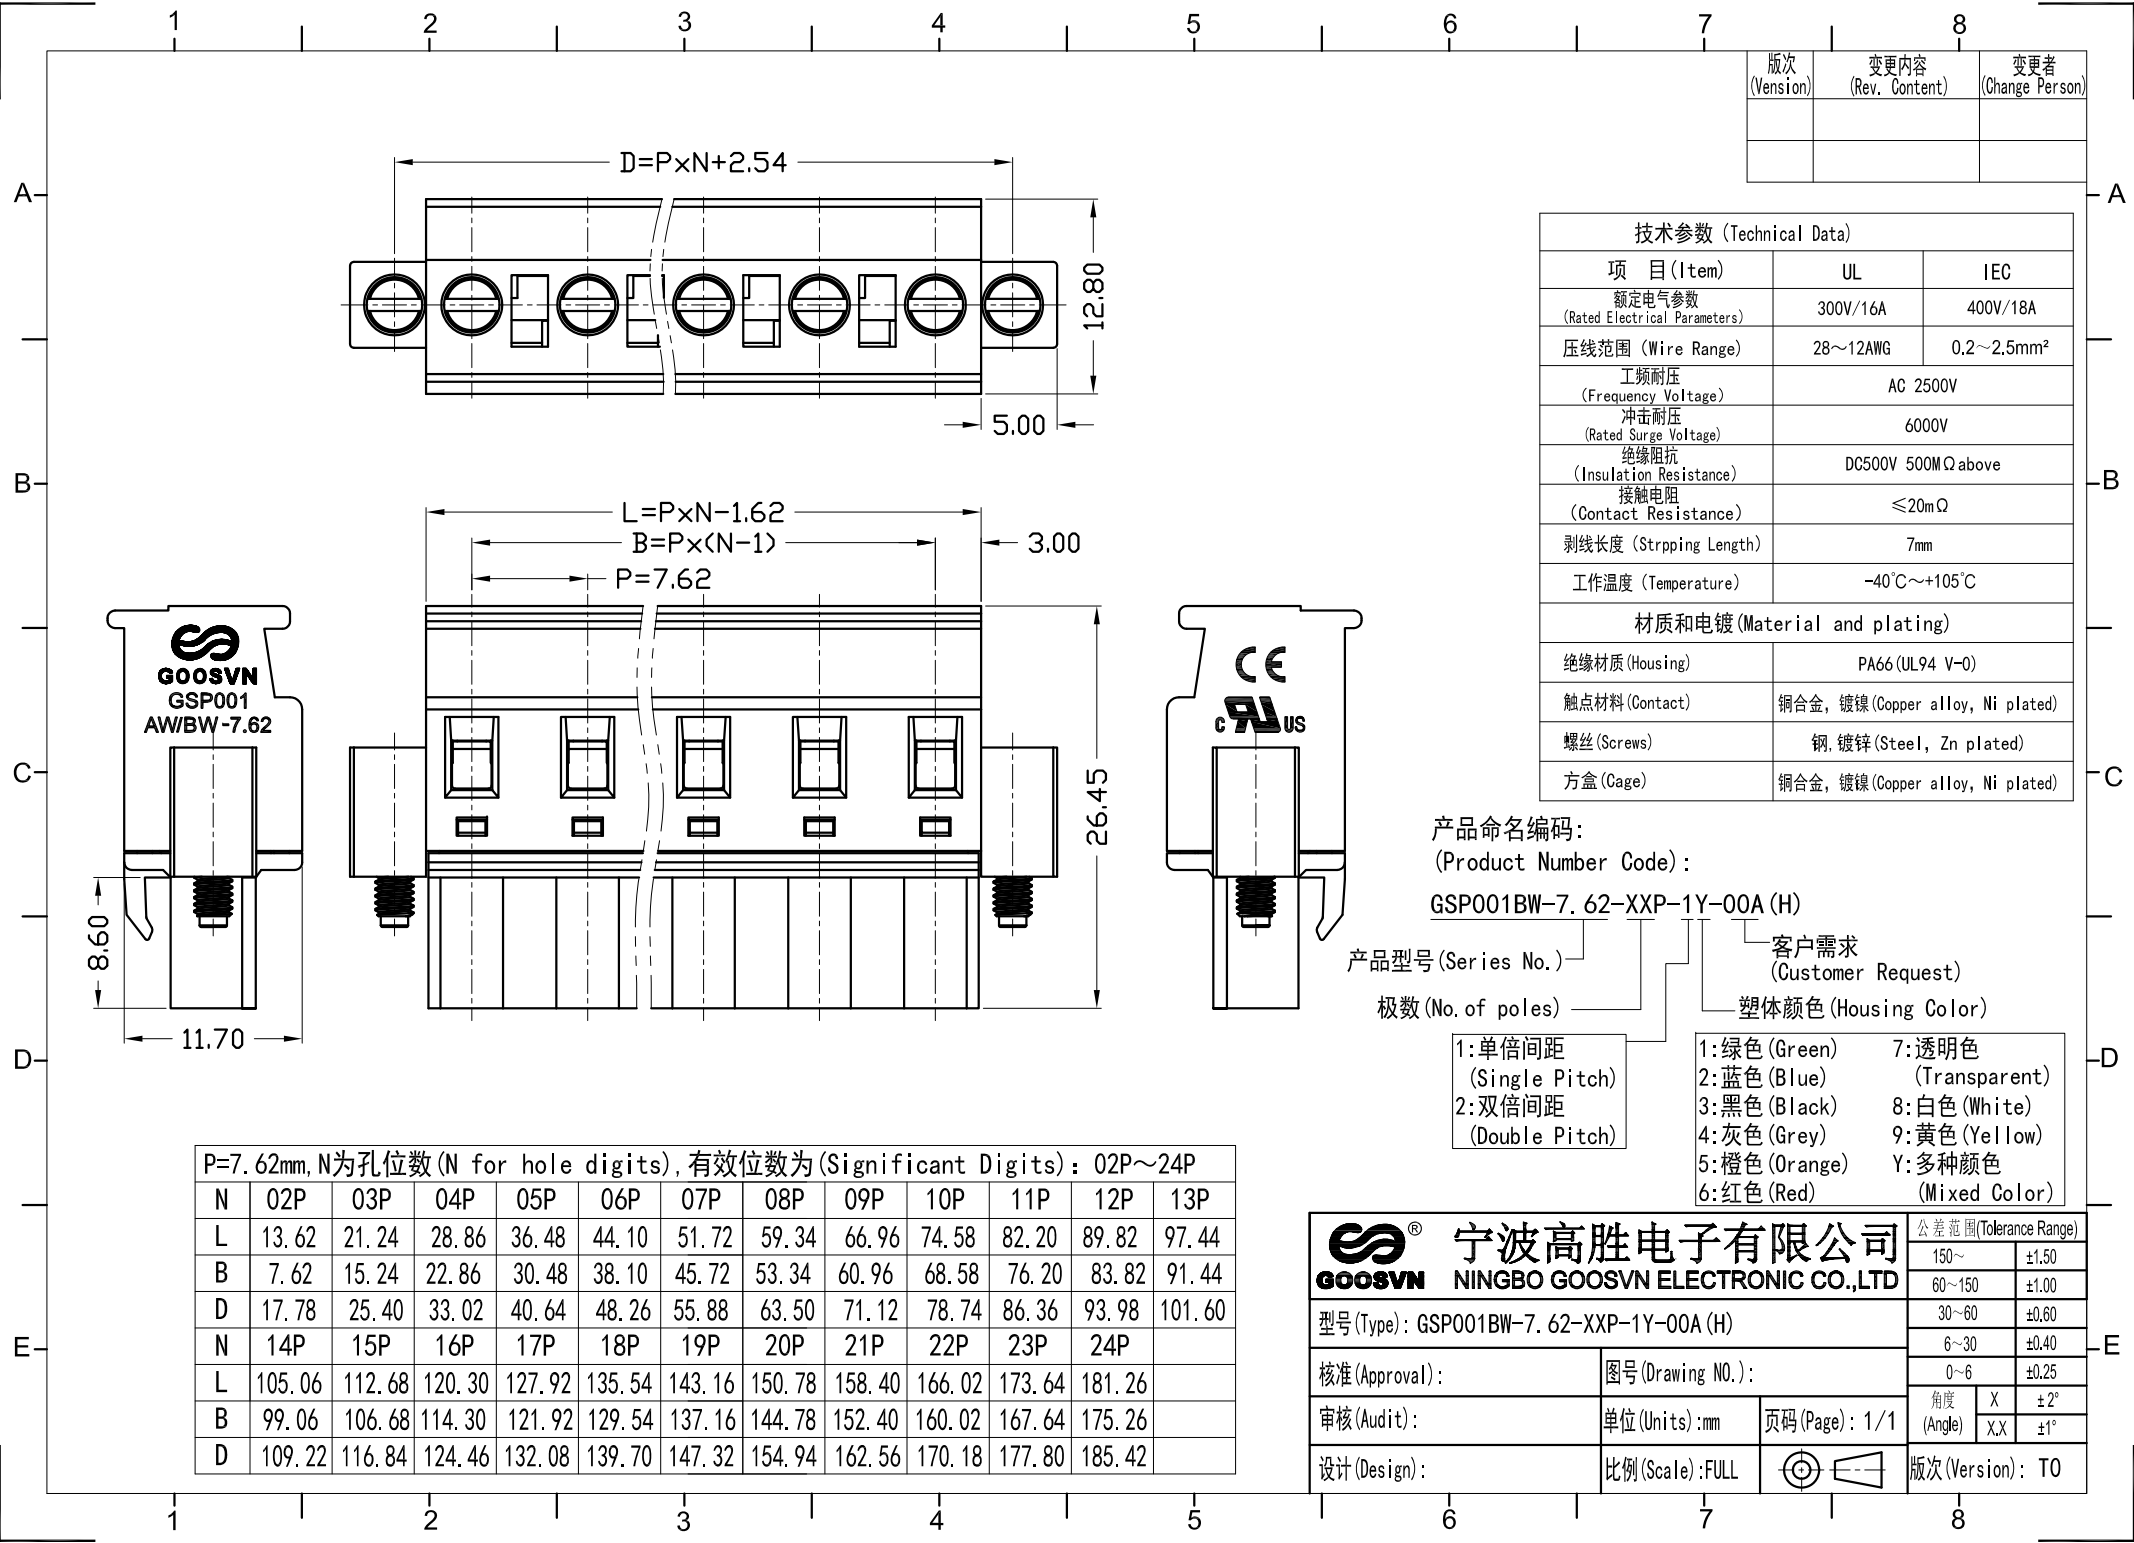 1 2 3 4 5 6 7 8
版次 变更内容 变更者
(Vension) (Rev. Content) (Change Person)
D=P×N+2.54
A A
12.80
5.00
技术参数 (Technical Data)
项 目(Item) UL IEC
额定电气参数
(Rated Electrical Parameters) 300V/16A 400V/18A
压线范围 (Wire Range) 28~12AWG 0.2~2.5mm²
工频耐压
(Frequency Voltage) AC 2500V
冲击耐压
(Rated Surge Voltage) 6000V
绝缘阻抗
(Insulation Resistance) DC500V 500MΩabove
接触电阻
(Contact Resistance) ≤20mΩ
剥线长度 (Strpping Length) 7mm
工作温度 (Temperature) -40℃~+105℃
材质和电镀(Material and plating)
绝缘材质(Housing) PA66(UL94 V-0)
触点材料(Contact) 铜合金, 镀镍(Copper alloy, Ni plated)
螺丝(Screws) 钢,镀锌(Steel, Zn plated)
方盒(Cage) 铜合金, 镀镍(Copper alloy, Ni plated)
B B
L=P×N-1.62
B=P×(N-1)
3.00
P=7.62
GOOSVN
GSP001
AW/BW-7.62
CE
c RU US
C C
26.45
8.60
11.70
产品命名编码:
(Product Number Code):
GSP001BW-7.62-XXP-1Y-00A(H)
产品型号(Series No.)
客户需求
(Customer Request)
极数(No.of poles)
塑体颜色(Housing Color)
1:单倍间距
(Single Pitch)
2:双倍间距
(Double Pitch)
1:绿色(Green) 7:透明色
2:蓝色(Blue) (Transparent)
3:黑色(Black) 8:白色(White)
4:灰色(Grey) 9:黄色(Yellow)
5:橙色(Orange) Y:多种颜色
6:红色(Red) (Mixed Color)
D D
P=7.62mm,N为孔位数(N for hole digits),有效位数为(Significant Digits): 02P~24P
N 02P 03P 04P 05P 06P 07P 08P 09P 10P 11P 12P 13P
L 13.62 21.24 28.86 36.48 44.10 51.72 59.34 66.96 74.58 82.20 89.82 97.44
B 7.62 15.24 22.86 30.48 38.10 45.72 53.34 60.96 68.58 76.20 83.82 91.44
D 17.78 25.40 33.02 40.64 48.26 55.88 63.50 71.12 78.74 86.36 93.98 101.60
N 14P 15P 16P 17P 18P 19P 20P 21P 22P 23P 24P
L 105.06 112.68 120.30 127.92 135.54 143.16 150.78 158.40 166.02 173.64 181.26
B 99.06 106.68 114.30 121.92 129.54 137.16 144.78 152.40 160.02 167.64 175.26
D 109.22 116.84 124.46 132.08 139.70 147.32 154.94 162.56 170.18 177.80 185.42
E E
® 宁波高胜电子有限公司
GOOSVN NINGBO GOOSVN ELECTRONIC CO.,LTD
公差范围(Tolerance Range)
150~ ±1.50
60~150 ±1.00
30~60 ±0.60
6~30 ±0.40
0~6 ±0.25
角度 X ±2°
(Angle) X.X ±1°
型号(Type): GSP001BW-7.62-XXP-1Y-00A(H)
核准(Approval): 图号(Drawing NO.):
审核(Audit): 单位(Units):mm 页码(Page): 1/1
设计(Design): 比例(Scale):FULL 版次(Version): T0
1 2 3 4 5 6 7 8